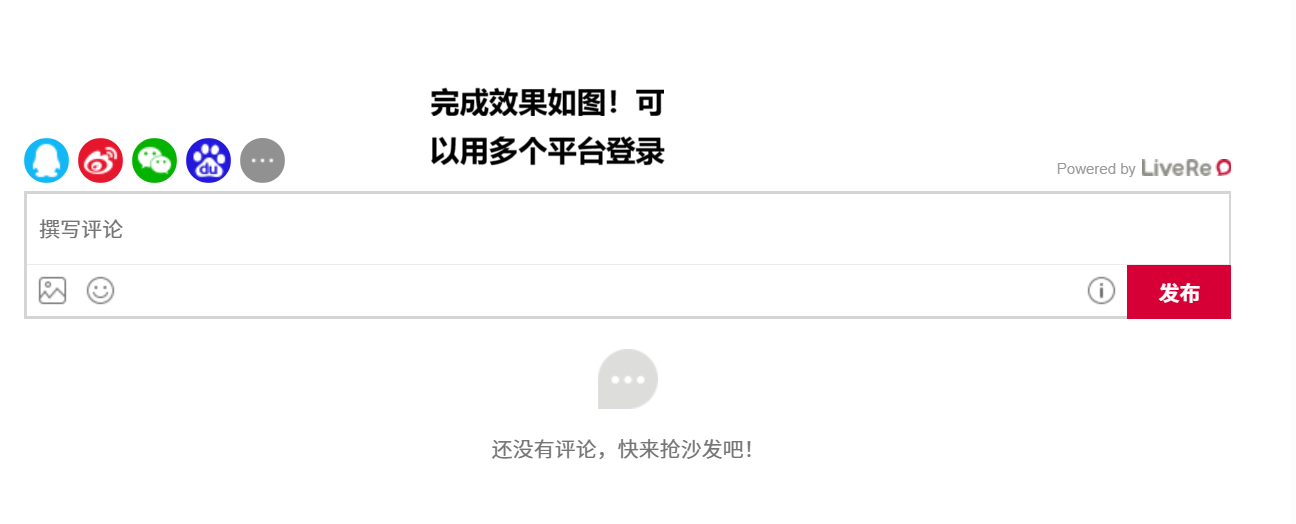 完成效果如图！可
以用多个平台登录
du
Powered by LiveRe
撰写评论
发布
还没有评论，快来抢沙发吧！